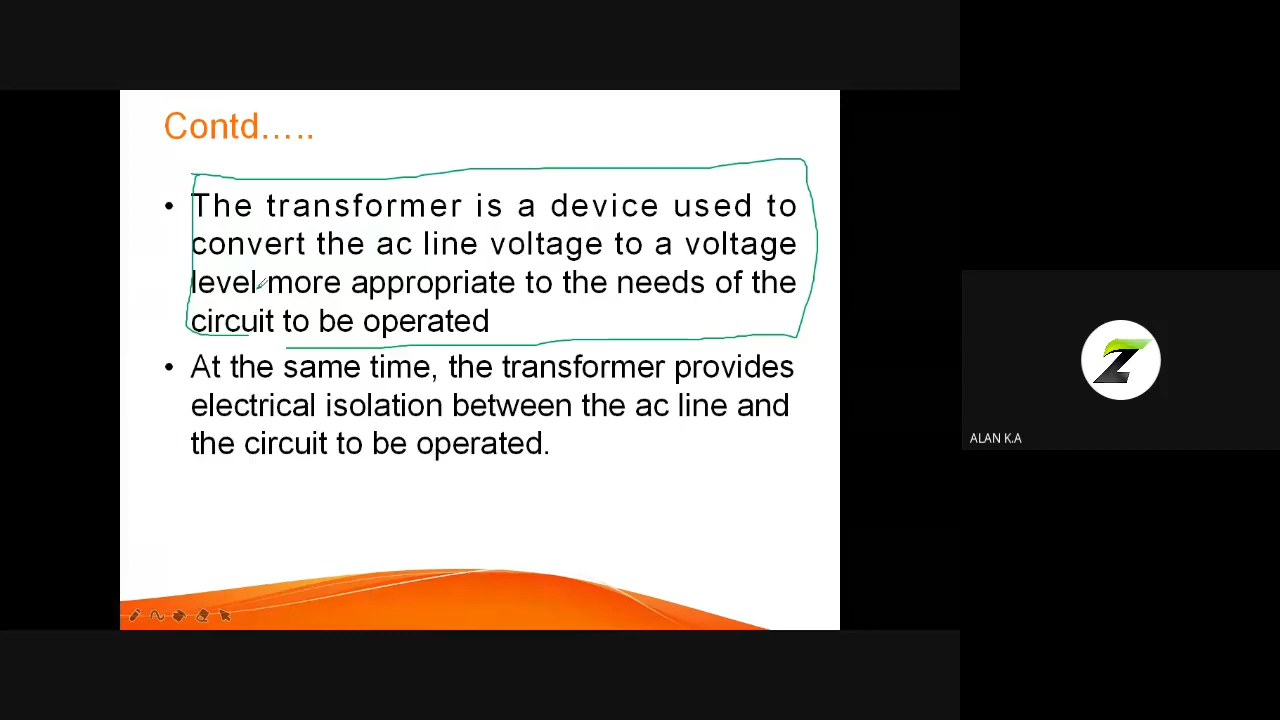 Contd.....
• The transformer is a device used to
convert the ac line voltage to a voltage
level more appropriate to the needs of the
circuit to be operated
• At the same time, the transformer provides
electrical isolation between the ac line and
the circuit to be operated.
Z
ALAN K.A